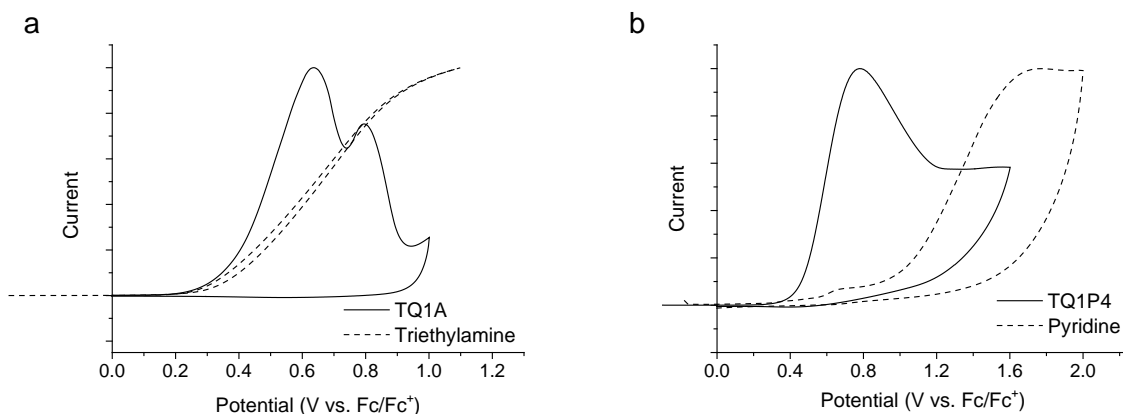 a
Current
TQ1A
Triethylamine
0.0 0.2 0.4 0.6 0.8 1.0 1.2
Potential (V vs. Fc/Fc⁺)
b
Current
TQ1P4
Pyridine
0.0 0.4 0.8 1.2 1.6 2.0
Potential (V vs. Fc/Fc⁺)